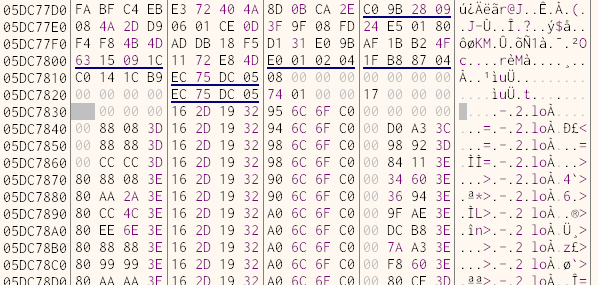 05DC77D0 FA BF C4 EB E3 72 40 4A 8D 0B CA 2E C0 9B 28 09 ú¿Äëãr@J..Ê.À.(.
05DC77E0 08 4A 2D D9 06 01 CE 0D 3F 9F 08 FD 24 E5 01 80 .J-Ù..Î.?..ý$å..
05DC77F0 F4 F8 4B 4D AD DB 18 F5 D1 31 E0 9B AF 1B B2 4F ôøKM.Û.õÑ1à.¯.²O
05DC7800 63 15 09 1C 11 72 E8 4D E0 01 02 04 1F B8 87 04 c....rèMà....¸..
05DC7810 C0 14 1C B9 EC 75 DC 05 08 00 00 00 00 00 00 00 À..¹ìuÜ.........
05DC7820 00 00 00 00 EC 75 DC 05 74 01 00 00 17 00 00 00 ....ìuÜ.t.......
05DC7830 00 00 00 16 2D 19 32 95 6C 6F C0 00 00 00 00 ....-.2.loÀ....
05DC7840 00 88 08 3D 16 2D 19 32 94 6C 6F C0 00 D0 A3 3C ...=.-.2.loÀ.У<
05DC7850 00 88 88 3D 16 2D 19 32 98 6C 6F C0 00 98 92 3D ...=.-.2.loÀ...=
05DC7860 00 CC CC 3D 16 2D 19 32 98 6C 6F C0 00 84 11 3E .ÌÌ=.-.2.loÀ...>
05DC7870 80 88 08 3E 16 2D 19 32 90 6C 6F C0 00 34 60 3E ...>.-.2.loÀ.4`>
05DC7880 80 AA 2A 3E 16 2D 19 32 90 6C 6F C0 00 36 94 3E .ª*>.-.2.loÀ.6.>
05DC7890 80 CC 4C 3E 16 2D 19 32 A0 6C 6F C0 00 9F AE 3E .ÌL>.-.2.loÀ..®>
05DC78A0 80 EE 6E 3E 16 2D 19 32 A0 6C 6F C0 00 DC B8 3E .în>.-.2.loÀ.Ü¸>
05DC78B0 80 88 88 3E 16 2D 19 32 A0 6C 6F C0 00 7A A3 3E ...>.-.2.loÀ.z£>
05DC78C0 80 99 99 3E 16 2D 19 32 A0 6C 6F C0 00 F8 60 3E ...>.-.2.loÀ.ø`>
05DC78D0 80 AA AA 3E 16 2D 19 32 A0 6C 6F C0 00 80 CE 3D .ªª>.-.2.loÀ..Î=